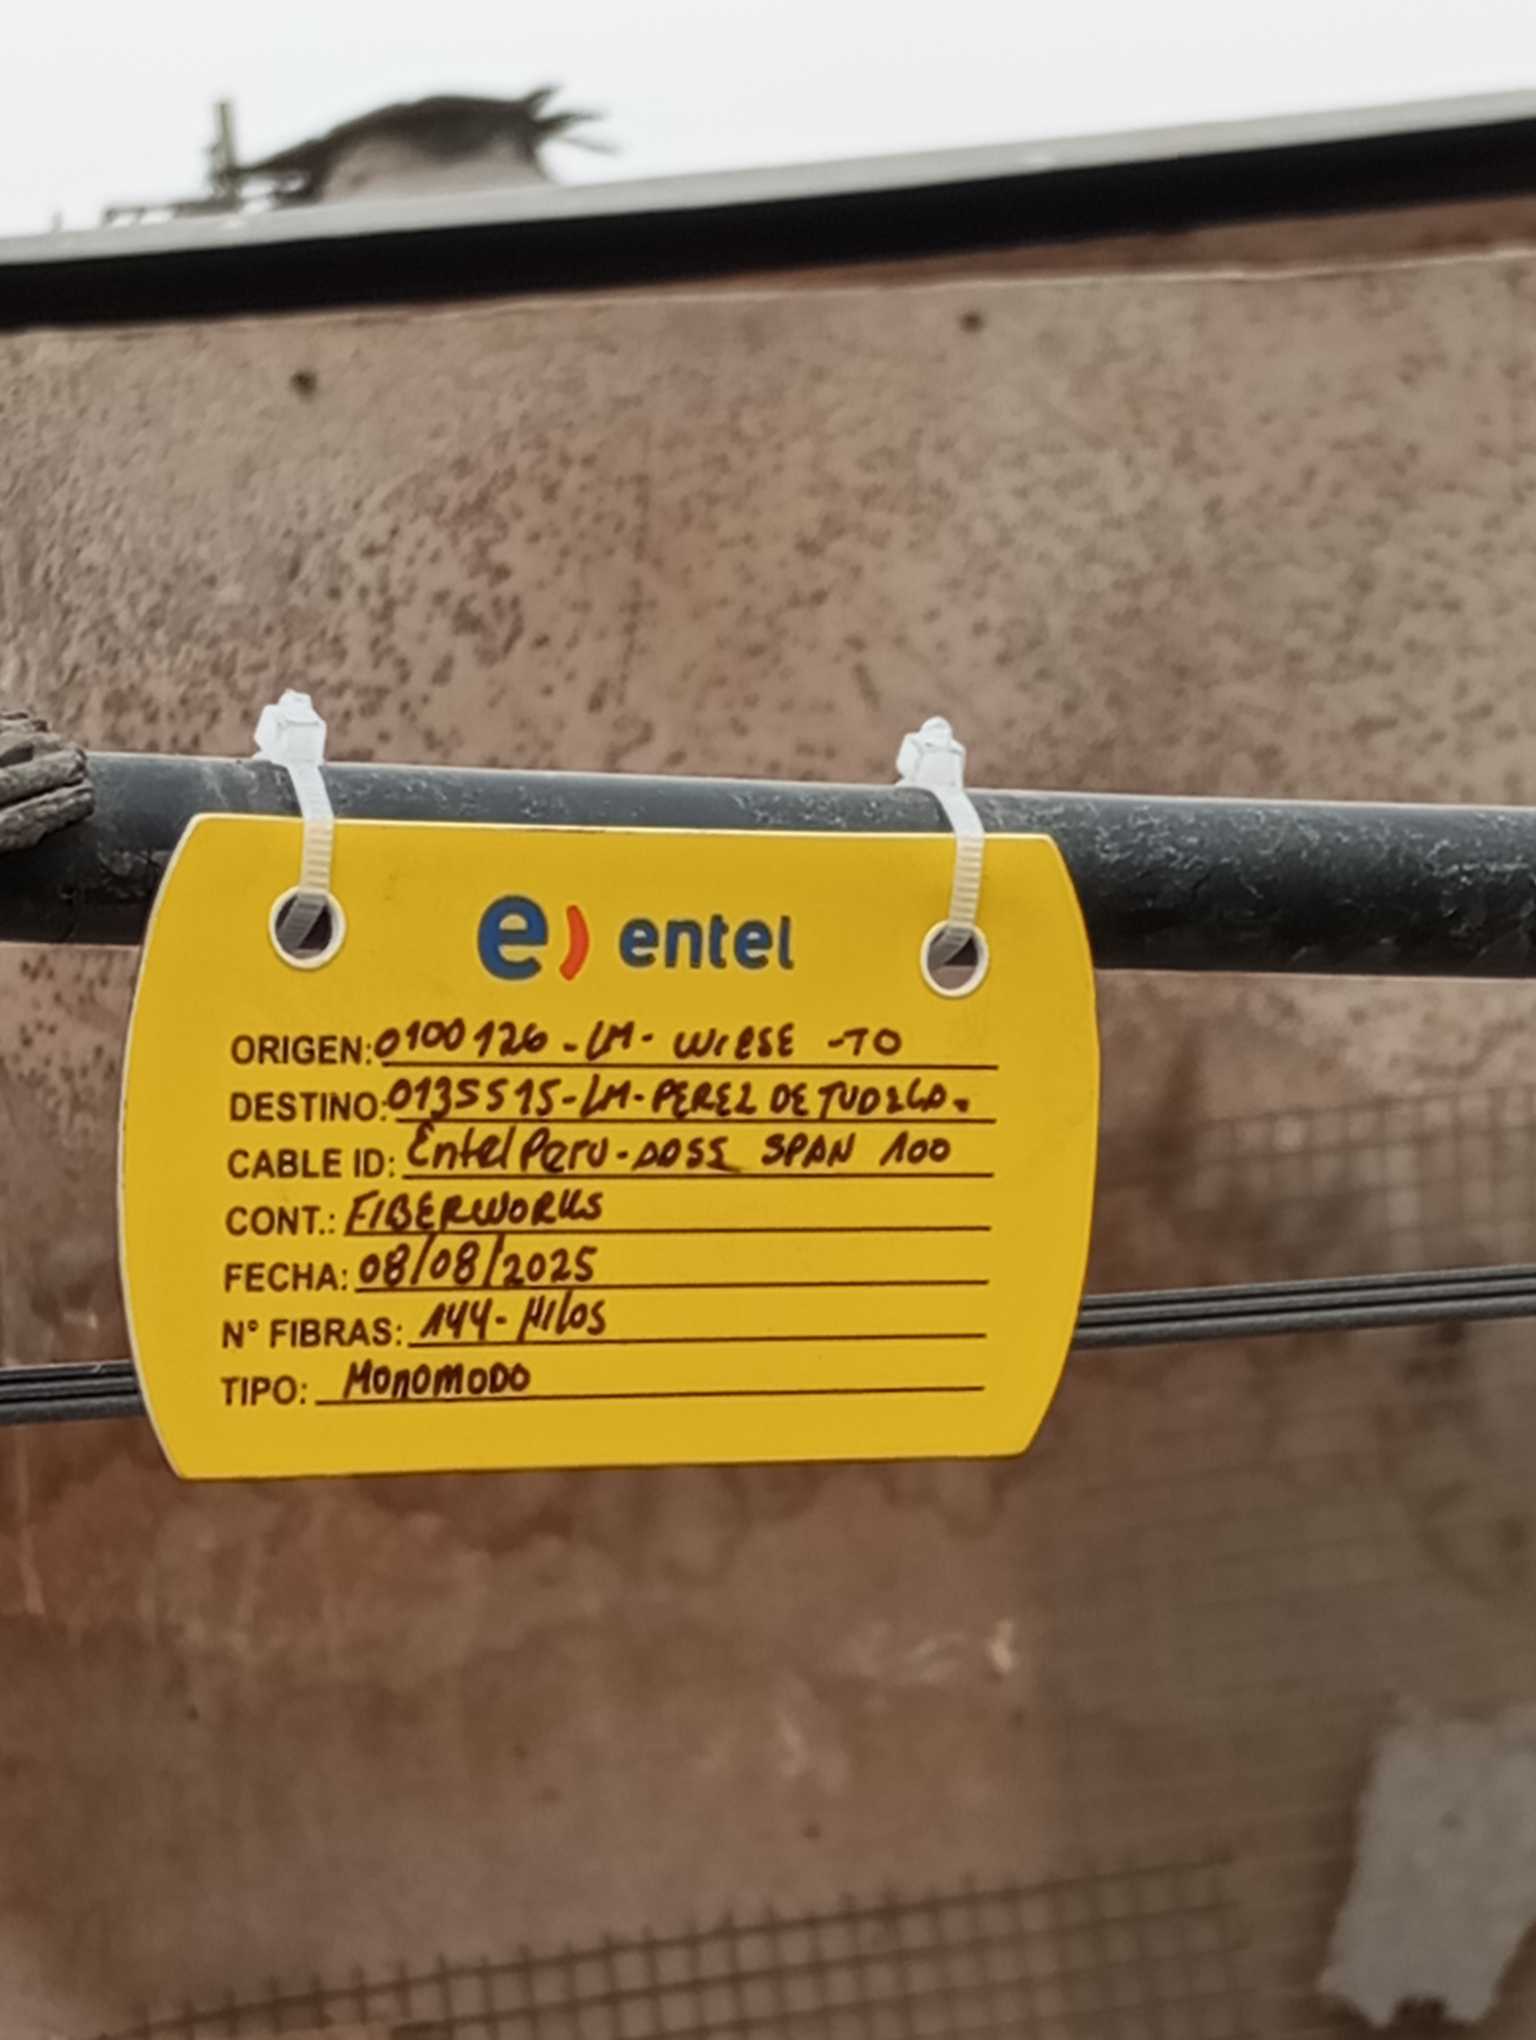 e) entel
ORIGEN: 0100126-LM-WIESE-TO
DESTINO: 0135515-LM-PEREZ DE TUDELA.
CABLE ID: Entel Peru-ADSS SPAN 100
CONT.: FIBERWORKS
FECHA: 08/08/2025
N° FIBRAS: 144-Hilos
TIPO: MONOMODO